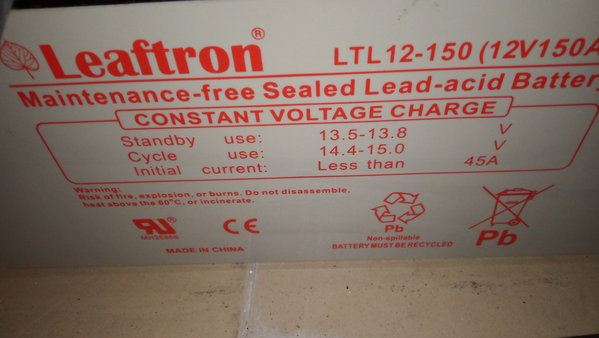 Leaftron®
LTL12-150 (12V150A
Maintenance-free Sealed Lead-acid Batter
CONSTANT VOLTAGE CHARGE
Standby use: 13.5-13.8 V
Cycle use: 14.4-15.0 V
Initial current: Less than 45A
Warning:
Risk of fire, explosion, or burns. Do not disassemble,
heat above the 60°C, or incinerate.
MH28866
CE
MADE IN CHINA
Pb
Non-spillable
BATTERY MUST BE RECYCLED
Pb